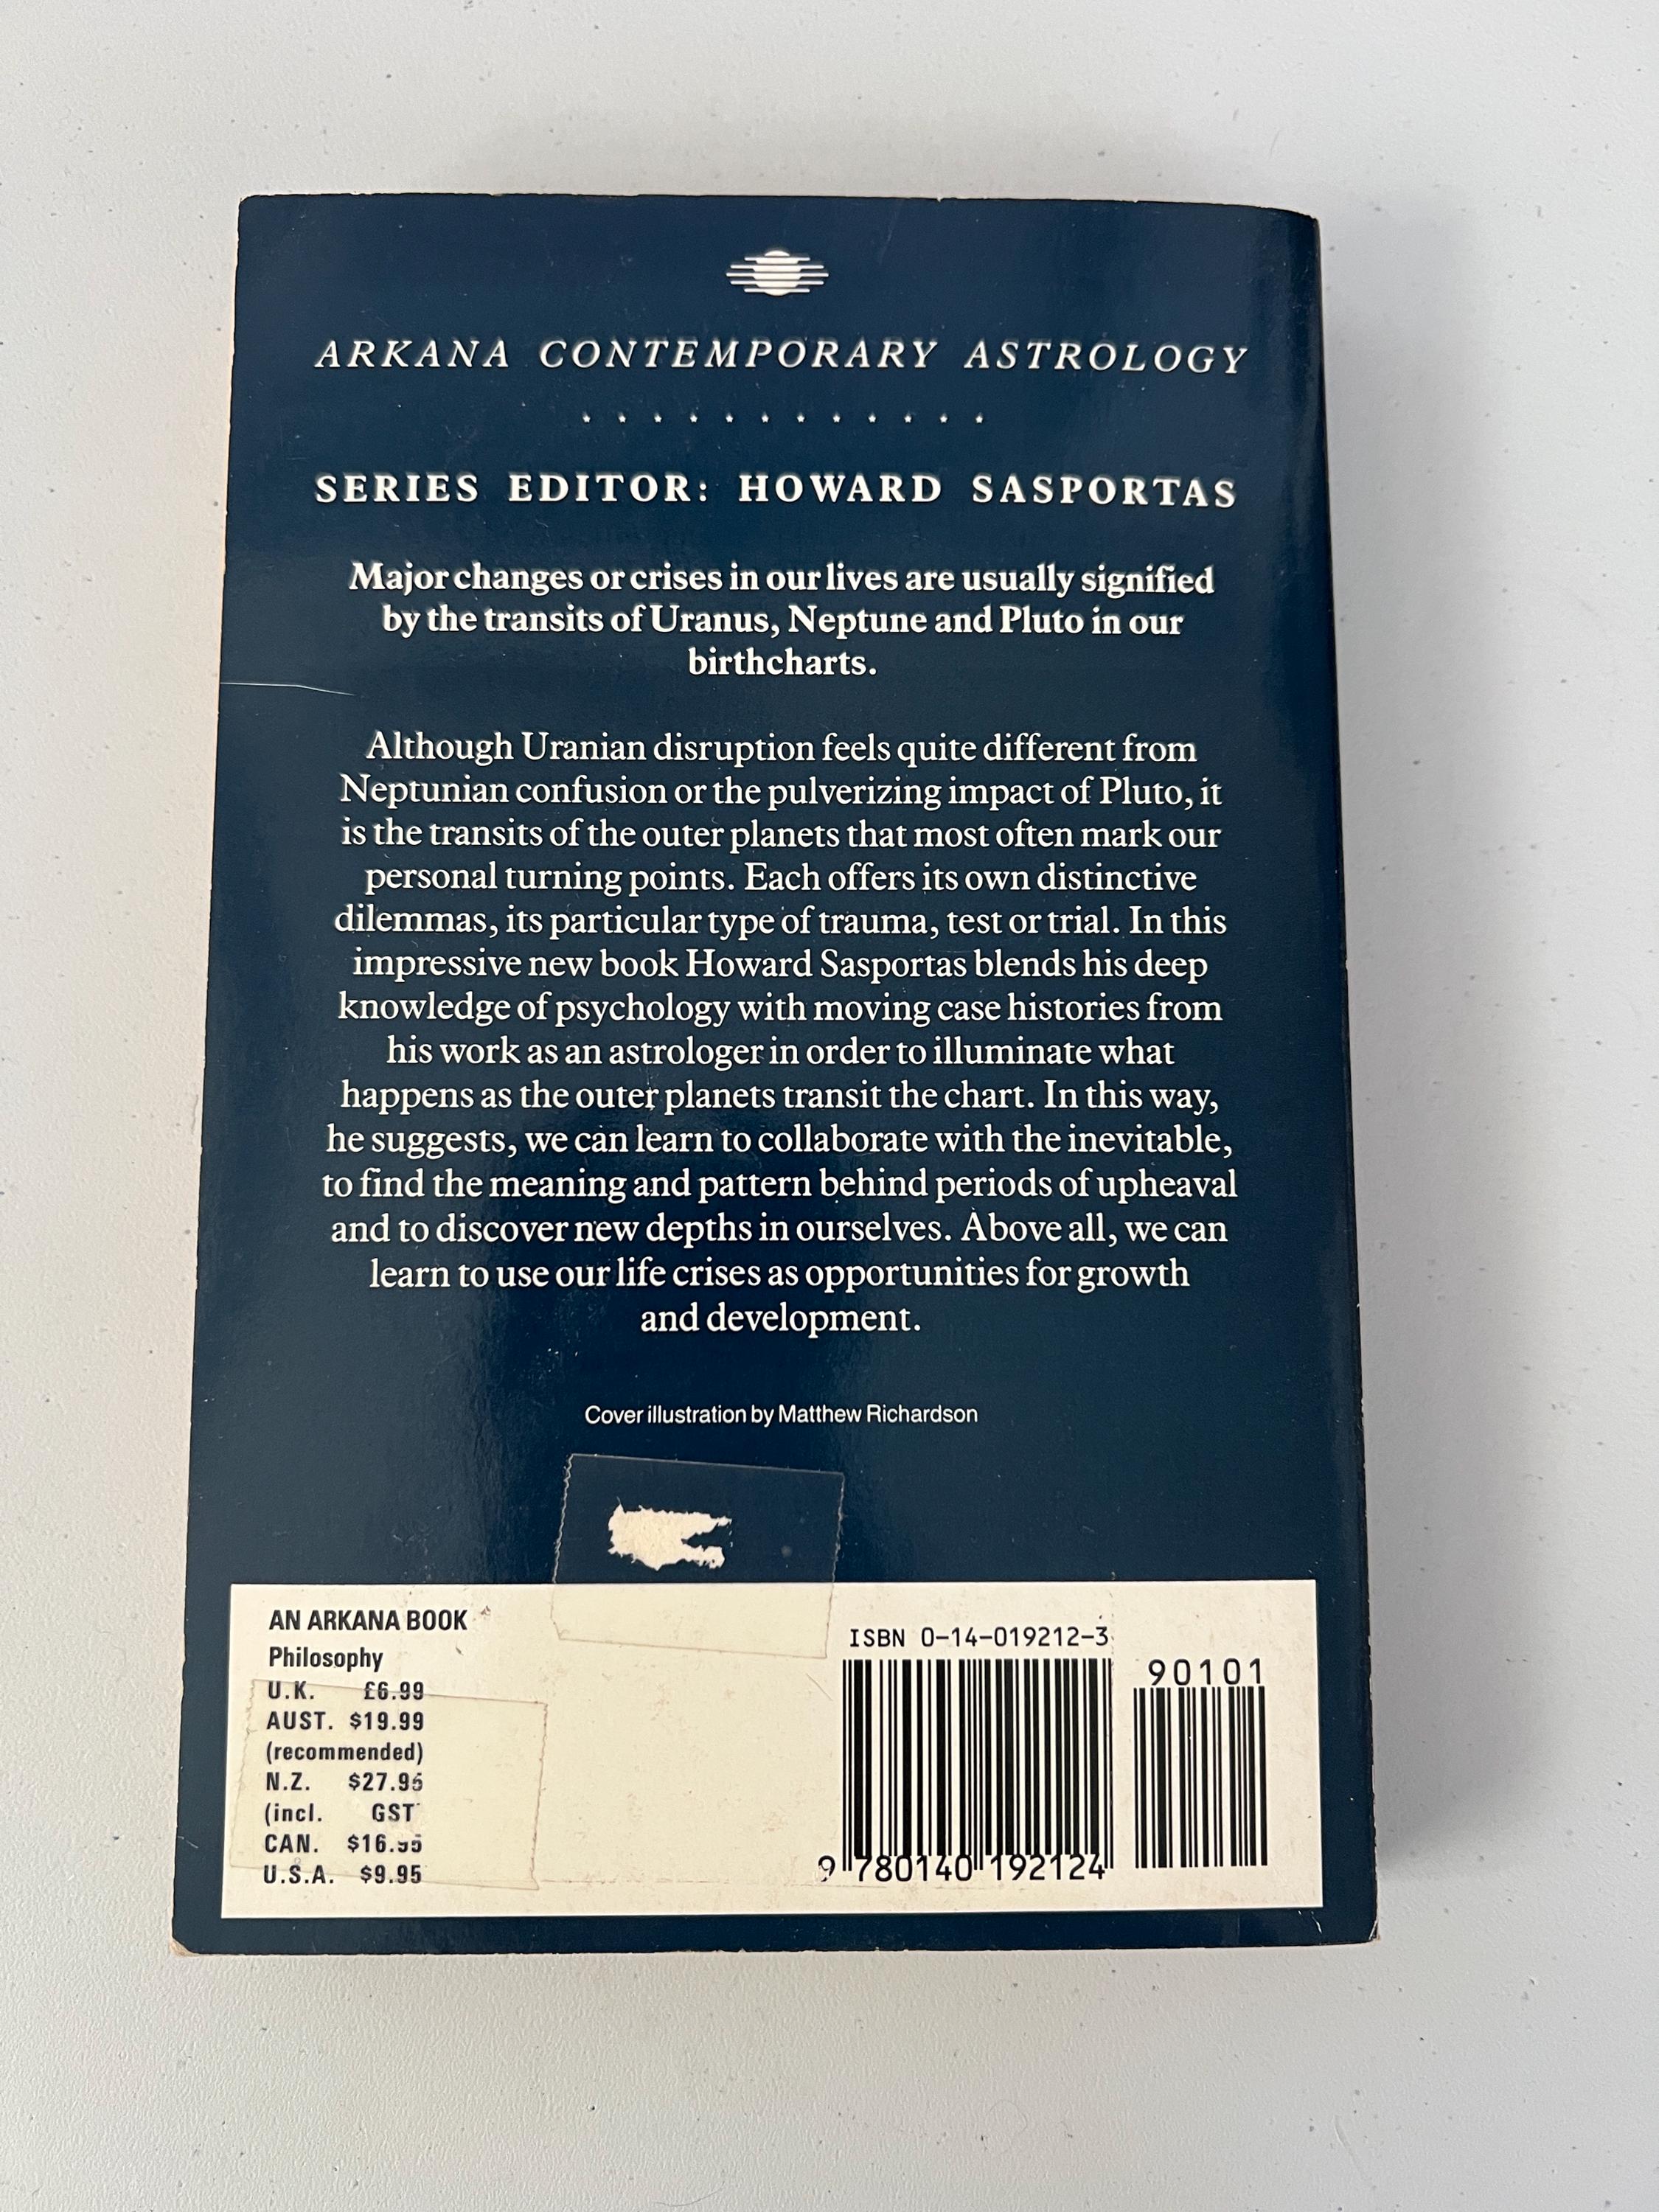 ARKANA CONTEMPORARY ASTROLOGY
SERIES EDITOR: HOWARD SASPORTAS
Major changes or crises in our lives are usually signified
by the transits of Uranus, Neptune and Pluto in our
birthcharts.
Although Uranian disruption feels quite different from
Neptunian confusion or the pulverizing impact of Pluto, it
is the transits of the outer planets that most often mark our
personal turning points. Each offers its own distinctive
dilemmas, its particular type of trauma, test or trial. In this
impressive new book Howard Sasportas blends his deep
knowledge of psychology with moving case histories from
his work as an astrologer in order to illuminate what
happens as the outer planets transit the chart. In this way,
he suggests, we can learn to collaborate with the inevitable,
to find the meaning and pattern behind periods of upheaval
and to discover new depths in ourselves. Above all, we can
learn to use our life crises as opportunities for growth
and development.
Cover illustration by Matthew Richardson
AN ARKANA BOOK
Philosophy
U.K. £6.99
AUST. $19.99
(recommended)
N.Z. $27.95
(incl. GST
CAN. $16.95
U.S.A. $9.95
ISBN 0-14-019212-3
90101
9 780140 192124